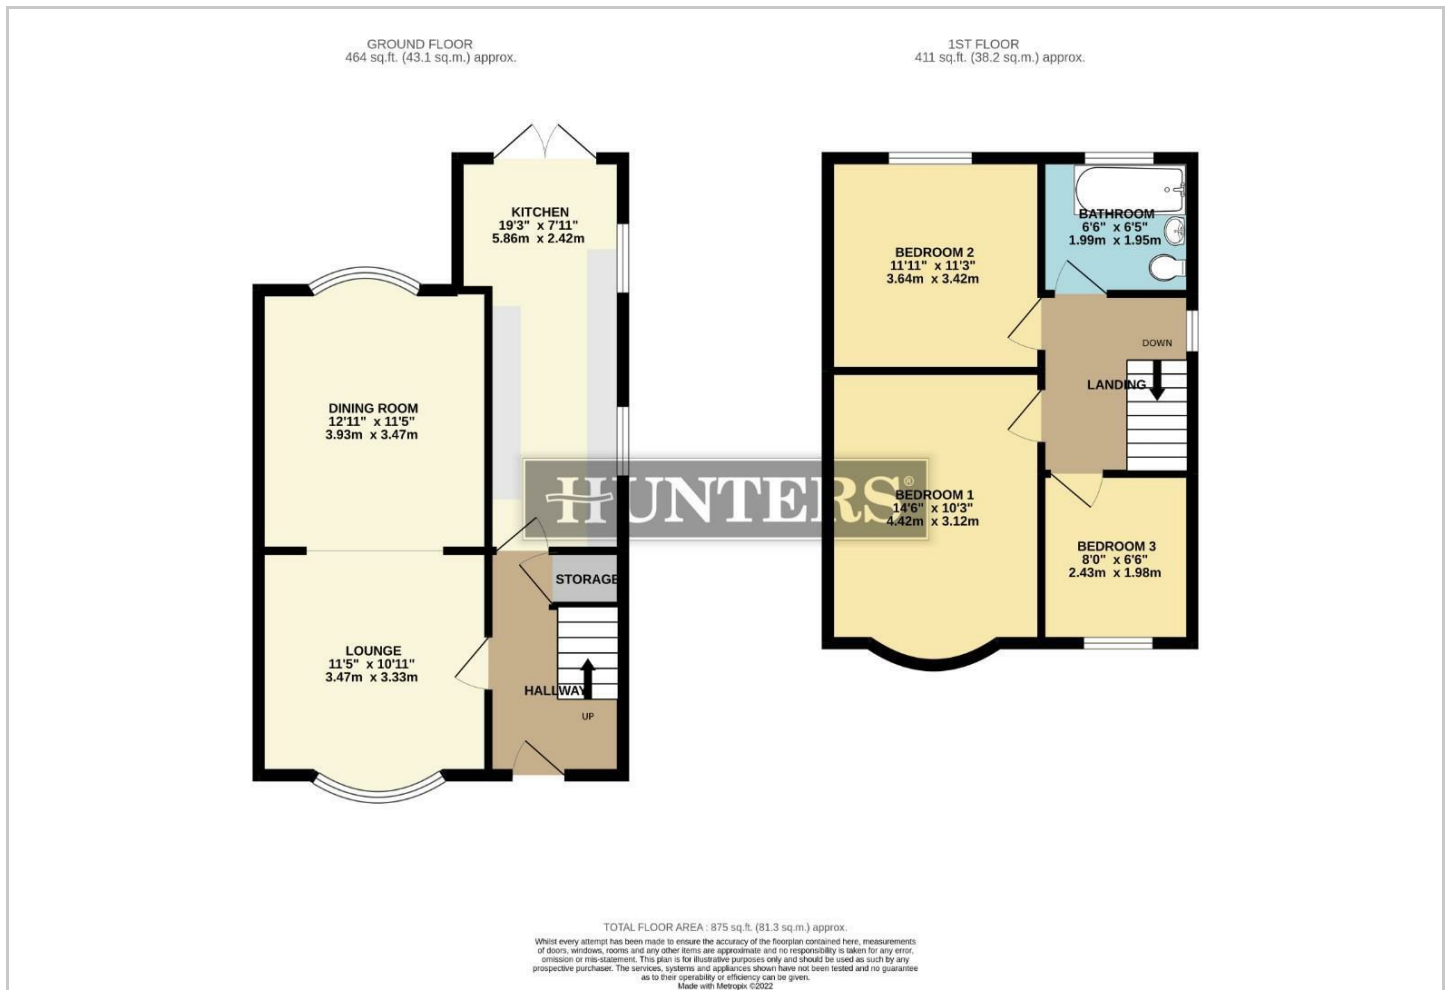 GROUND FLOOR
464 sq.ft. (43.1 sq.m.) approx.
1ST FLOOR
411 sq.ft. (38.2 sq.m.) approx.
KITCHEN
19'3" x 7'11"
5.86m x 2.42m
DINING ROOM
12'11" x 11'5"
3.93m x 3.47m
STORAGE
LOUNGE
11'5" x 10'11"
3.47m x 3.33m
HALLWAY
UP
BATHROOM
6'6" x 6'5"
1.99m x 1.95m
BEDROOM 2
11'11" x 11'3"
3.64m x 3.42m
DOWN
LANDING
BEDROOM 1
14'6" x 10'3"
4.42m x 3.12m
BEDROOM 3
8'0" x 6'6"
2.43m x 1.98m
HUNTERS®
TOTAL FLOOR AREA : 875 sq.ft. (81.3 sq.m.) approx.
Whilst every attempt has been made to ensure the accuracy of the floorplan contained here, measurements
of doors, windows, rooms and any other items are approximate and no responsibility is taken for any error,
omission or mis-statement. This plan is for illustrative purposes only and should be used as such by any
prospective purchaser. The services, systems and appliances shown have not been tested and no guarantee
as to their operability or efficiency can be given.
Made with Metropix ©2022